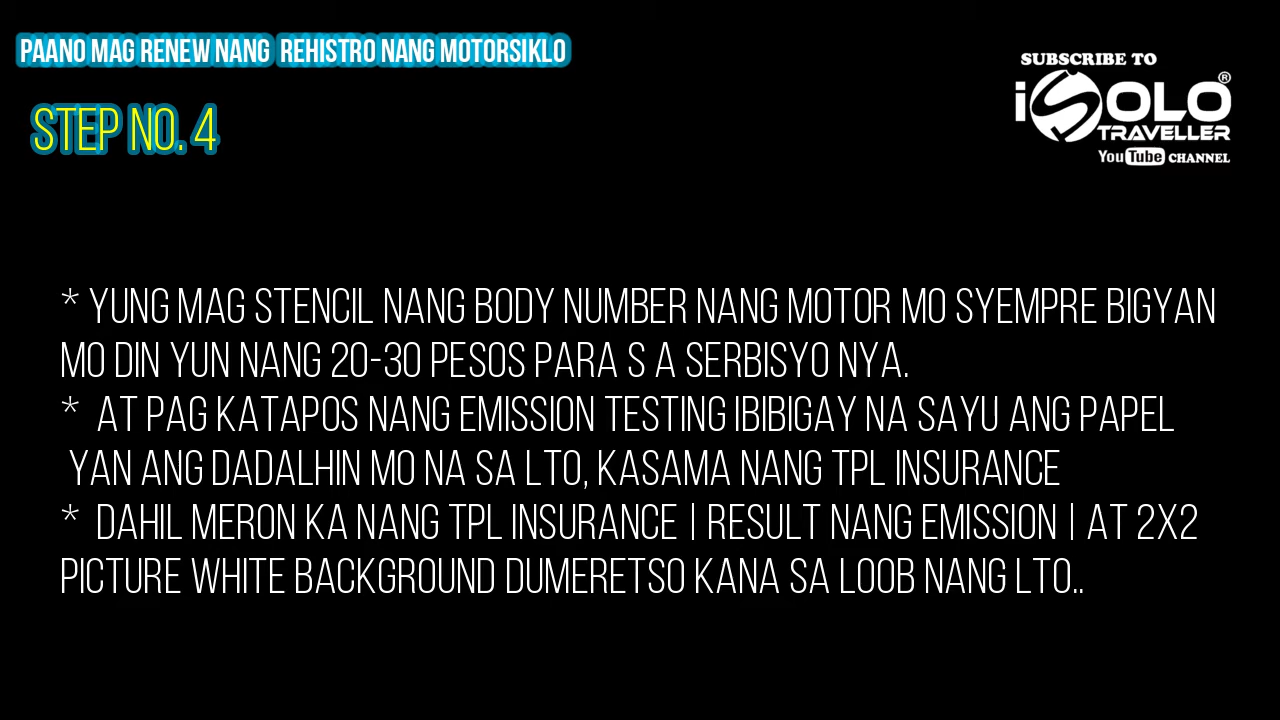 PAANO MAG RENEW NANG REHISTRO NANG MOTORSIKLO
STEP NO. 4
SUBSCRIBE TO
iSOLO®
TRAVELLER
YouTube CHANNEL
* YUNG MAG STENCIL NANG BODY NUMBER NANG MOTOR MO SYEMPRE BIGYAN
MO DIN YUN NANG 20-30 PESOS PARA S A SERBISYO NYA.
* AT PAG KATAPOS NANG EMISSION TESTING IBIBIGAY NA SAYU ANG PAPEL
YAN ANG DADALHIN MO NA SA LTO, KASAMA NANG TPL INSURANCE
* DAHIL MERON KA NANG TPL INSURANCE | RESULT NANG EMISSION | AT 2X2
PICTURE WHITE BACKGROUND DUMERETSO KANA SA LOOB NANG LTO..